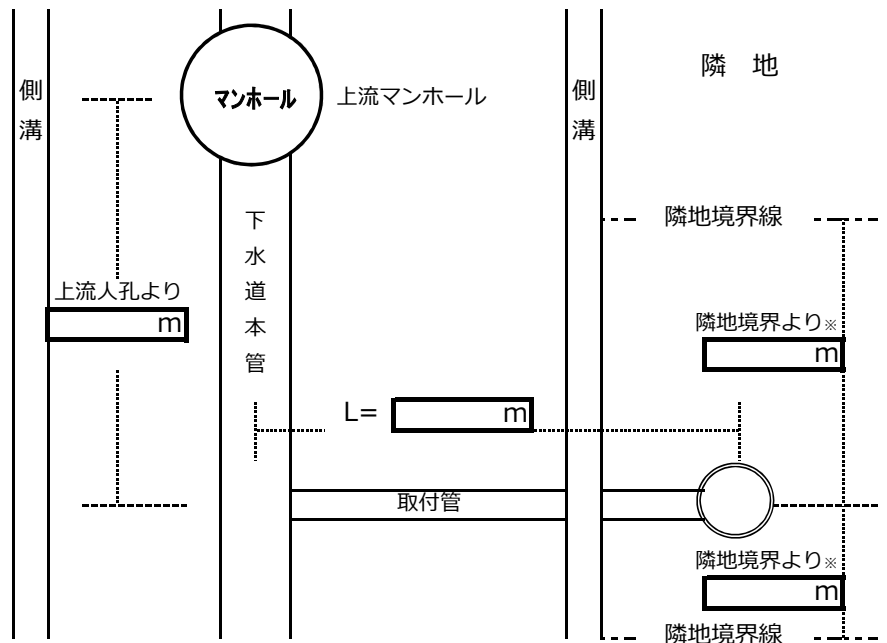 隣　地
側溝
マンホール
上流マンホール
側溝
下水道本管
隣地境界線
上流人孔より
m
隣地境界より※
m
L=
m
取付管
隣地境界より※
m
隣地境界線